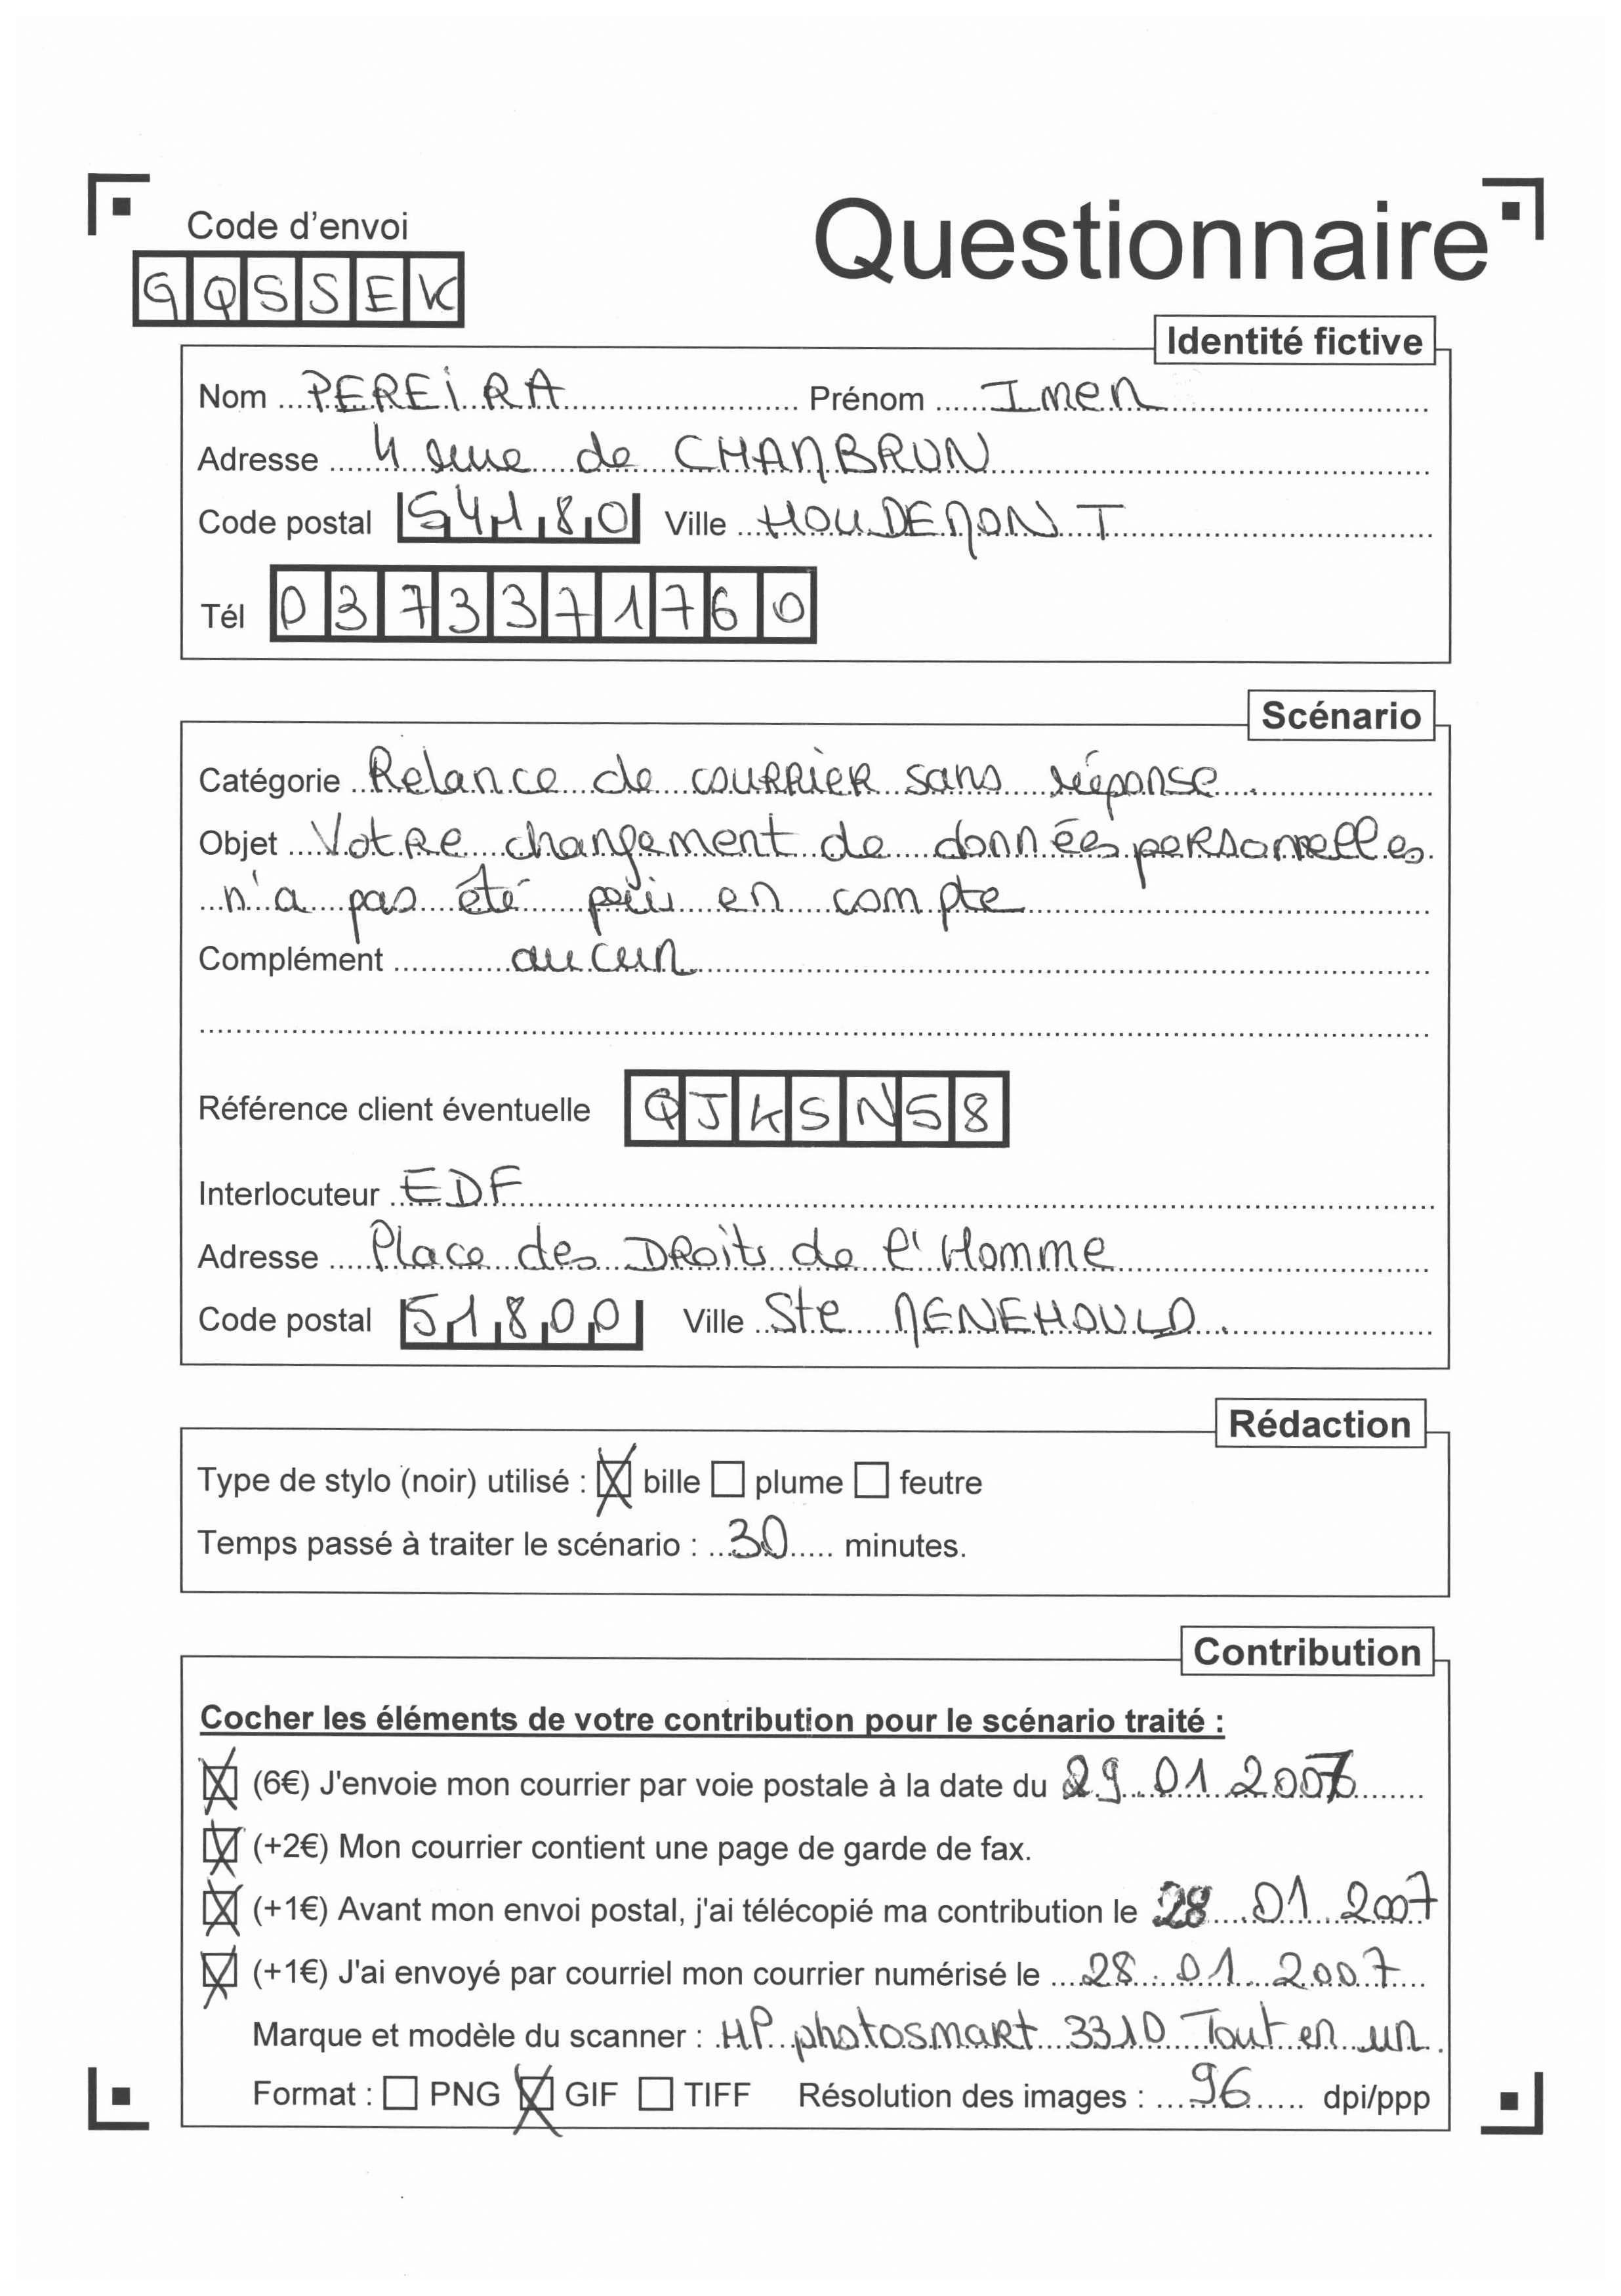 Code d'envoi
Questionnaire
GQSSEK
Identité fictive
Nom PEREIRA Prénom Imen
Adresse 4 rue de CHAMBRUN
Code postal 54180 Ville HOUDEMONT
Tél 0373371760
Scénario
Catégorie Relance de courrier sans réponse.
Objet Votre changement de données personnelles
n'a pas été pris en compte
Complément aucun
Référence client éventuelle QJKSN58
Interlocuteur EDF
Adresse Place des Droits de l'Homme
Code postal 51800 Ville Ste MENEHOULD.
Rédaction
Type de stylo (noir) utilisé : bille plume feutre
Temps passé à traiter le scénario : 30 minutes.
Contribution
Cocher les éléments de votre contribution pour le scénario traité :
(6€) J'envoie mon courrier par voie postale à la date du 29.01.2007
(+2€) Mon courrier contient une page de garde de fax.
(+1€) Avant mon envoi postal, j'ai télécopié ma contribution le 28.01.2007
(+1€) J'ai envoyé par courriel mon courrier numérisé le 28.01.2007
Marque et modèle du scanner : HP photosmart 3310 Tout en un.
Format : PNG GIF TIFF Résolution des images : 96 dpi/ppp